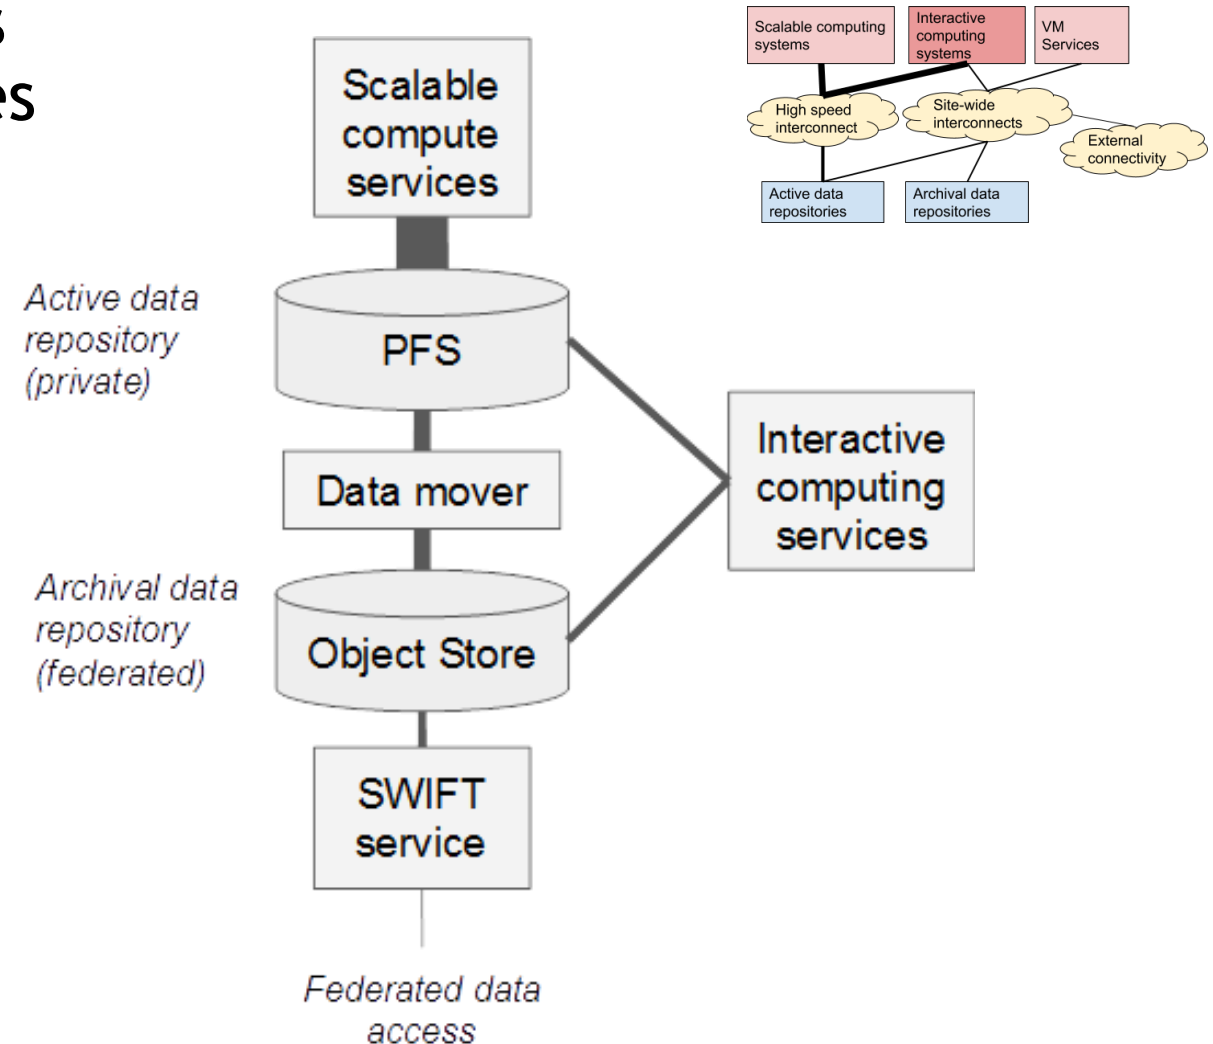 s
es
Scalable
compute
services
Active data
repository
(private)
PFS
Data mover
Archival data
repository
(federated)
Object Store
SWIFT
service
Federated data
access
Interactive
computing
services
Scalable computing
systems
Interactive
computing
systems
VM
Services
High speed
interconnect
Site-wide
interconnects
External
connectivity
Active data
repositories
Archival data
repositories